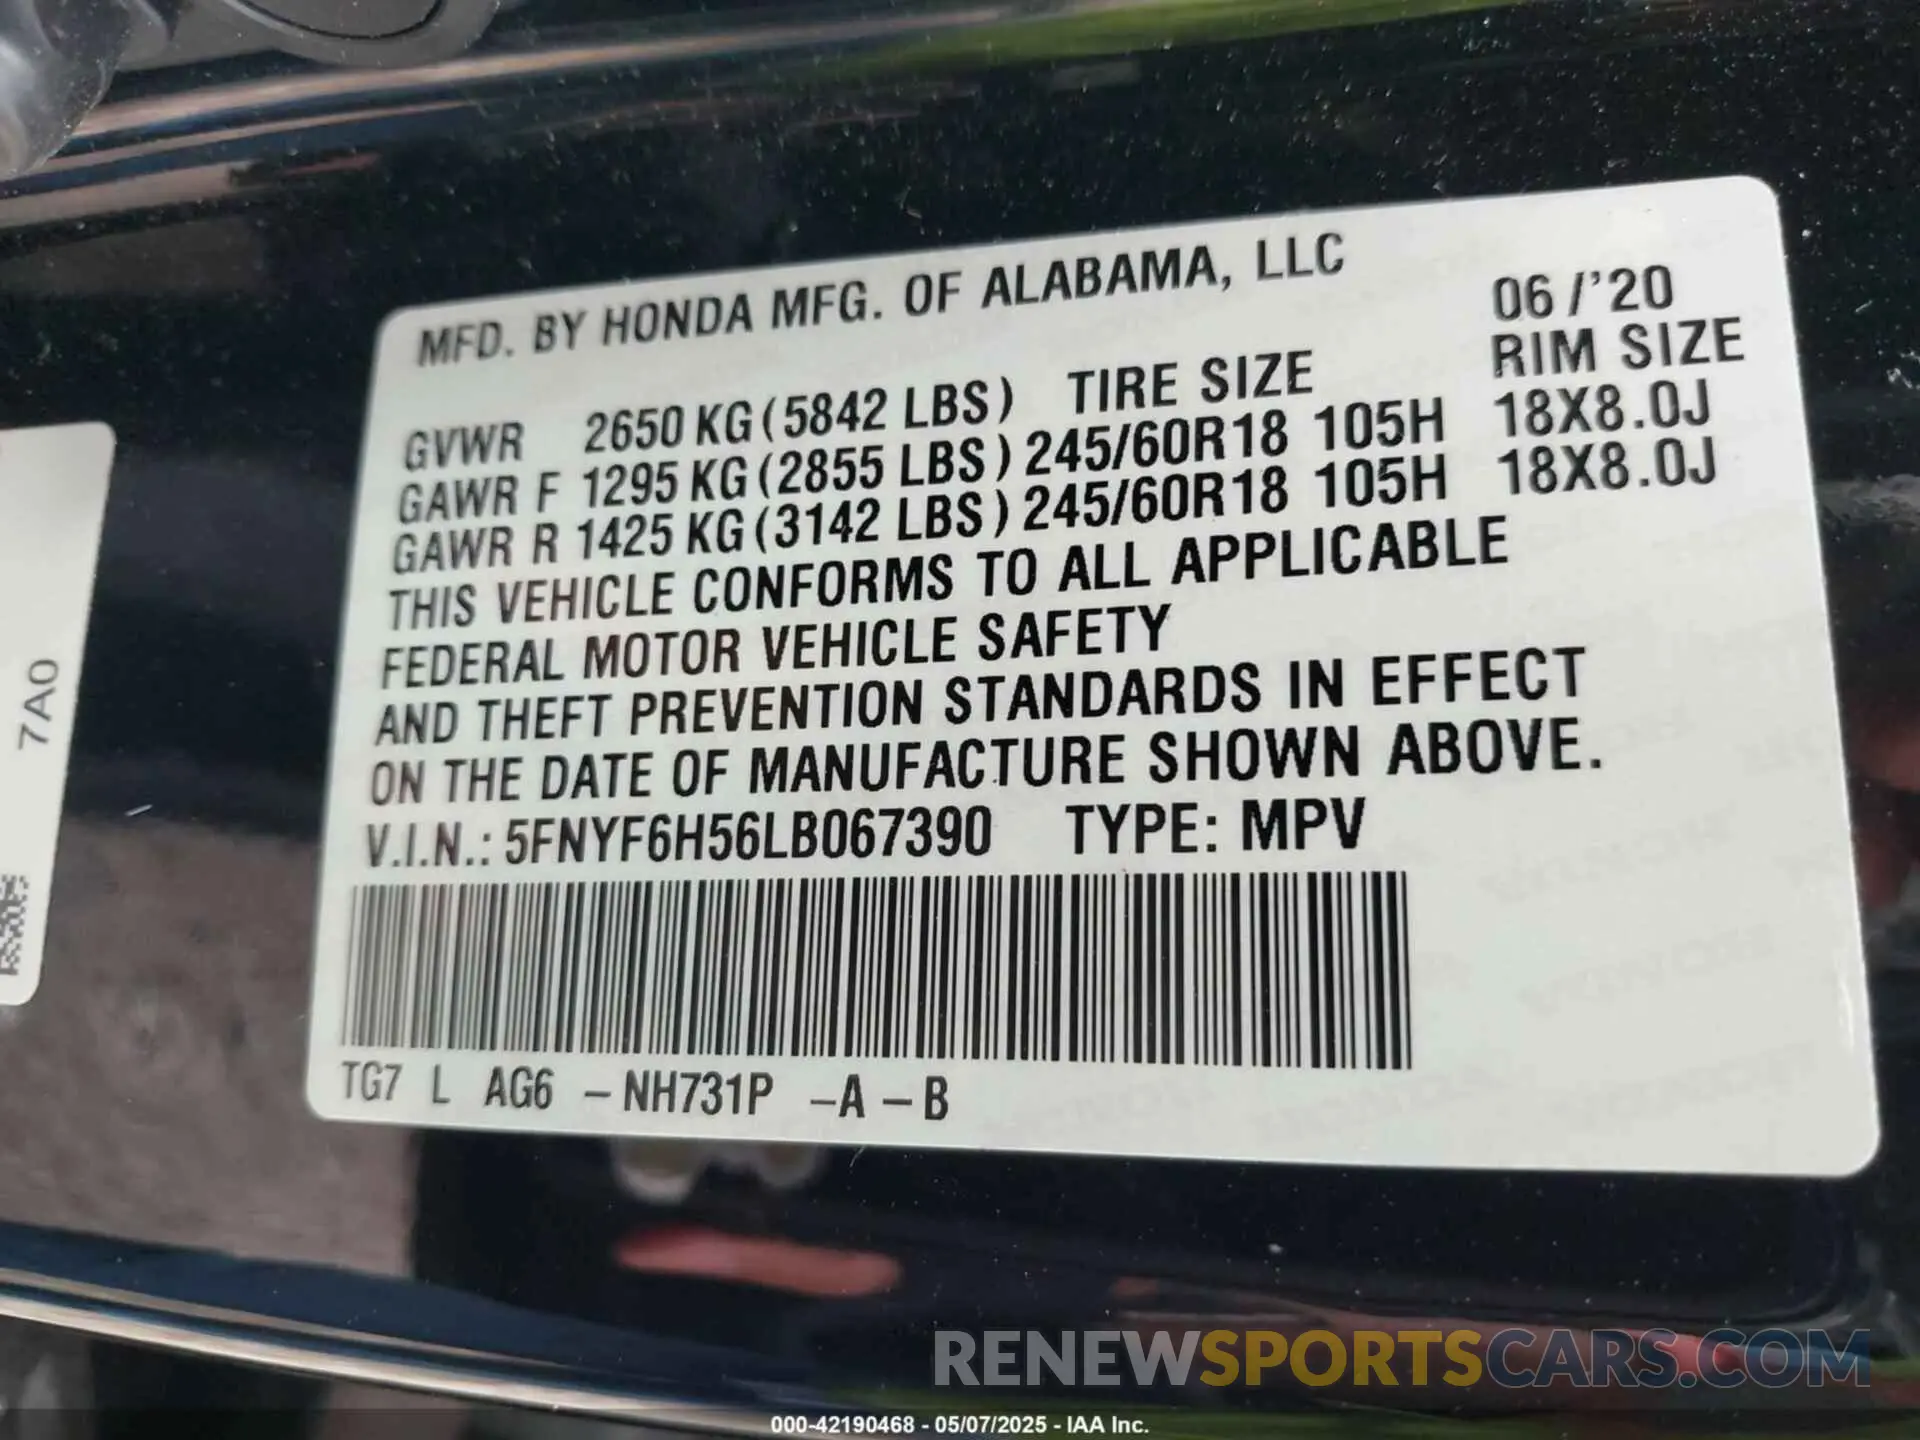 MFD. BY HONDA MFG. OF ALABAMA, LLC 06 /'20
TIRE SIZE RIM SIZE
GVWR 2650 KG (5842 LBS)
GAWR F 1295 KG (2855 LBS) 245/60R18 105H 18X8.0J
GAWR R 1425 KG (3142 LBS) 245/60R18 105H 18X8.0J
THIS VEHICLE CONFORMS TO ALL APPLICABLE
FEDERAL MOTOR VEHICLE SAFETY
AND THEFT PREVENTION STANDARDS IN EFFECT
ON THE DATE OF MANUFACTURE SHOWN ABOVE.
V.I.N.: 5FNYF6H56LB067390 TYPE: MPV
TG7 L AG6 -NH731P -A -B
7A0
RENEWSPORTSCARS.COM
000-42190468 - 05/07/2025 - IAA Inc.